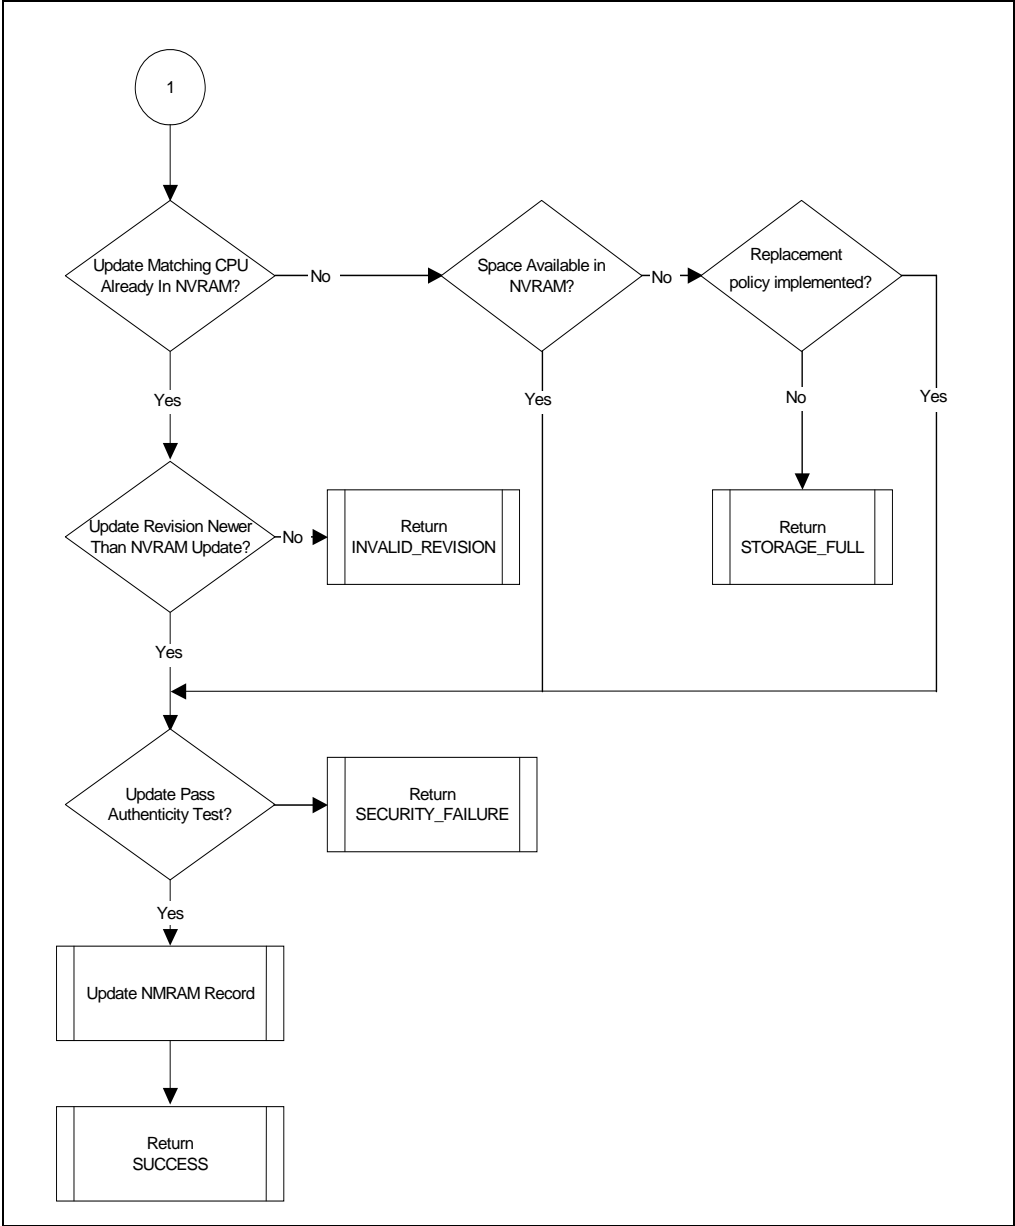 1
Update Matching CPU
Already In NVRAM?
No
Space Available in
NVRAM?
No
Replacement
policy implemented?
Yes
Yes
No
Yes
Update Revision Newer
Than NVRAM Update?
No
Return
INVALID_REVISION
Return
STORAGE_FULL
Yes
Update Pass
Authenticity Test?
Return
SECURITY_FAILURE
Yes
Update NMRAM Record
Return
SUCCESS